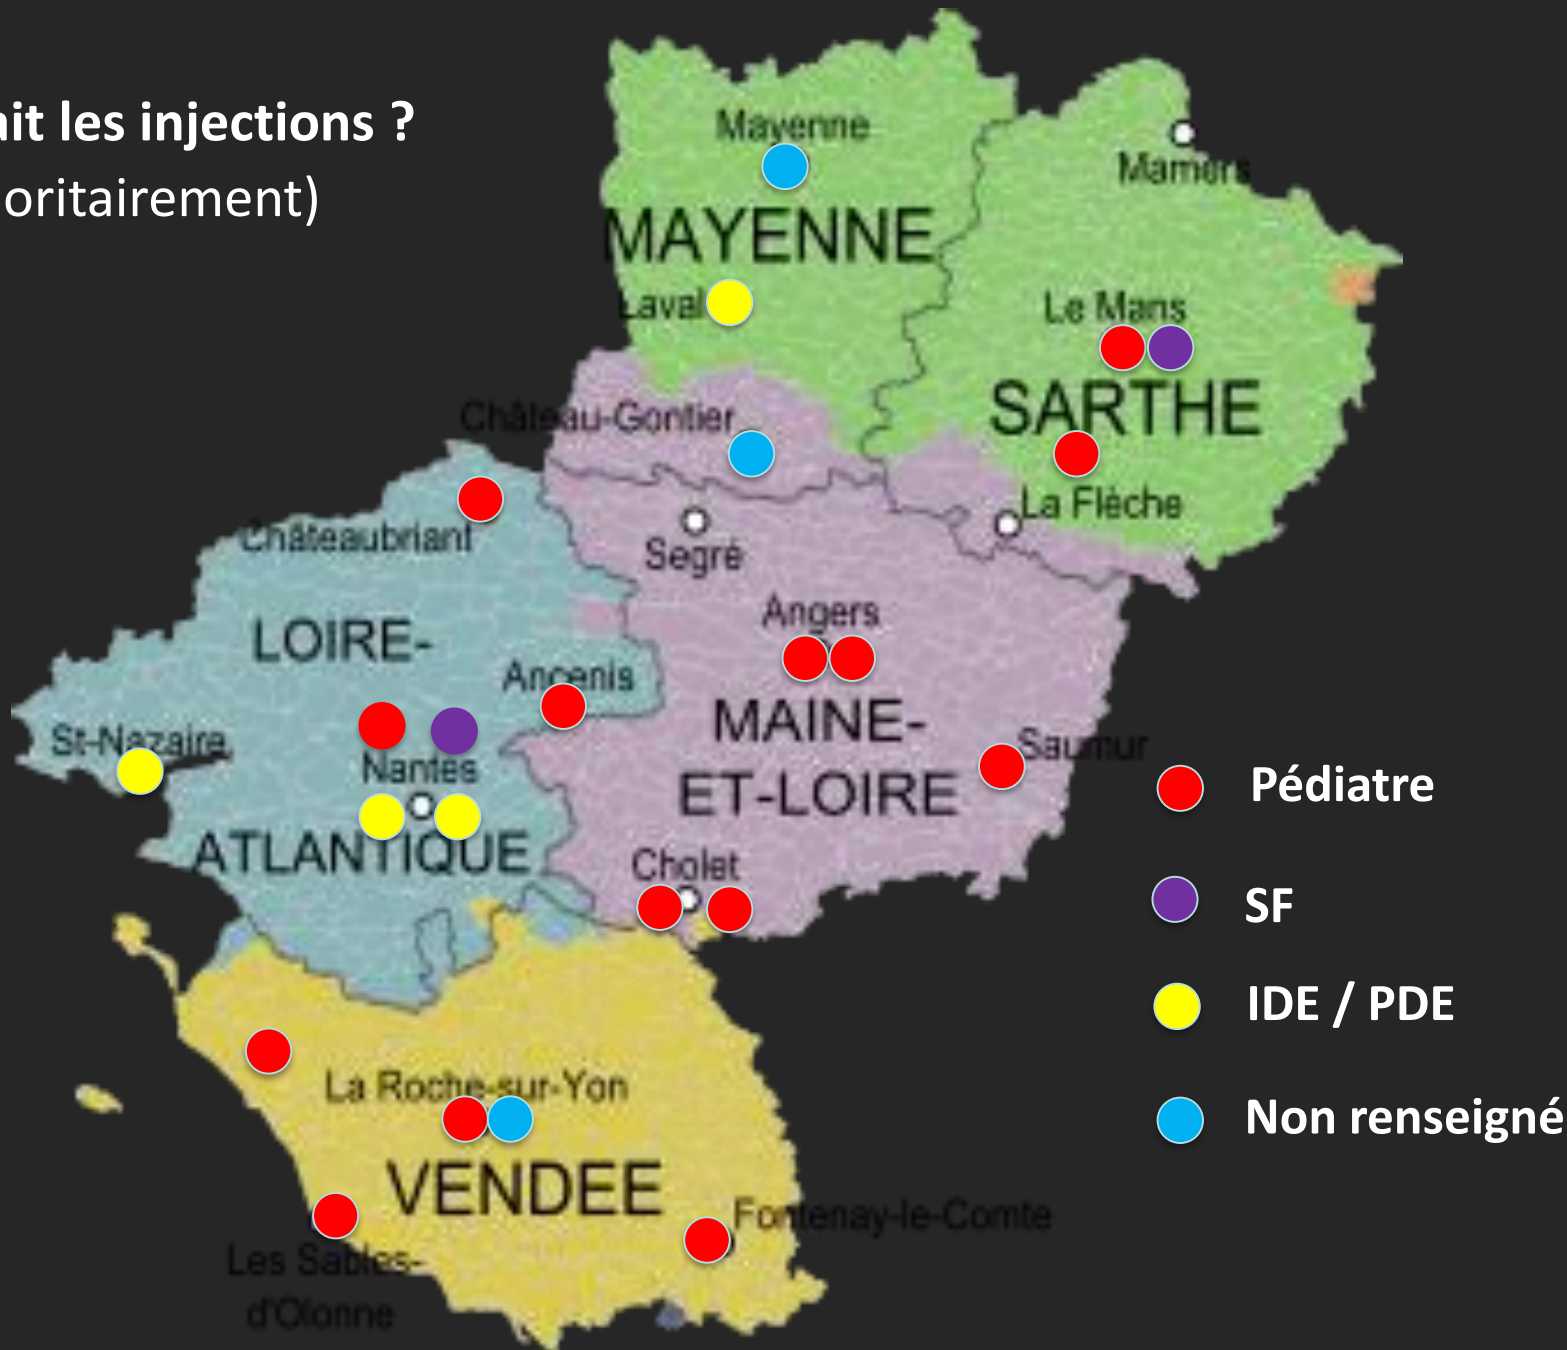 ait les injections ?
oritairement)
Mayenne
Mamers
MAYENNE
Laval
Le Mans
SARTHE
Château-Gontier
La Flèche
Châteaubriant
Segré
Angers
LOIRE-
Ancenis
MAINE-
St-Nazaire
Saumur
Nantes
ET-LOIRE
ATLANTIQUE
Cholet
Pédiatre
SF
IDE / PDE
Non renseigné
La Roche-sur-Yon
VENDEE
Fontenay-le-Comte
Les Sables-
d'Olonne